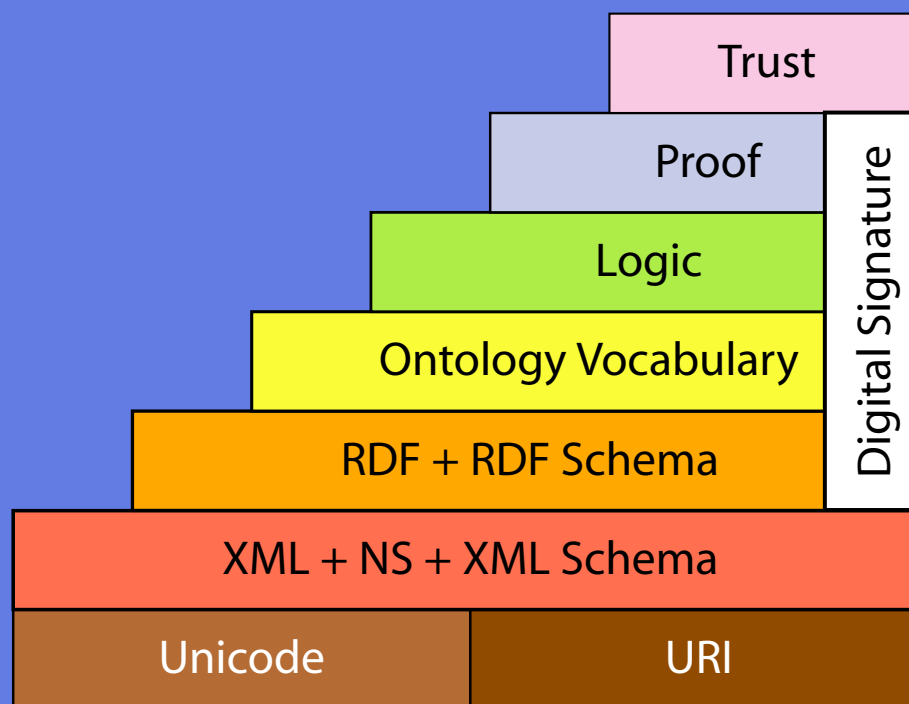 Trust
Proof
Digital Signature
Logic
Ontology Vocabulary
RDF + RDF Schema
XML + NS + XML Schema
Unicode
URI